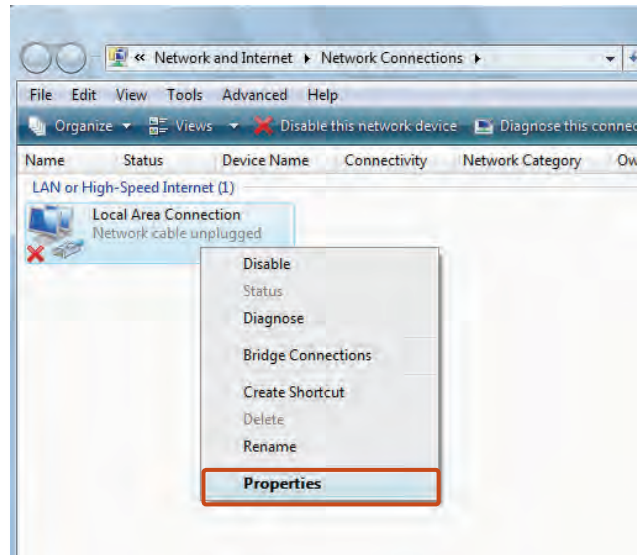 « Network and Internet ▸ Network Connections ▸
File Edit View Tools Advanced Help
Organize Views Disable this network device Diagnose this
Name Status Device Name Connectivity Network Category
LAN or High-Speed Internet (1)
Local Area Connection
Network cable unplugged
Disable
Status
Diagnose
Bridge Connections
Create Shortcut
Delete
Rename
Properties